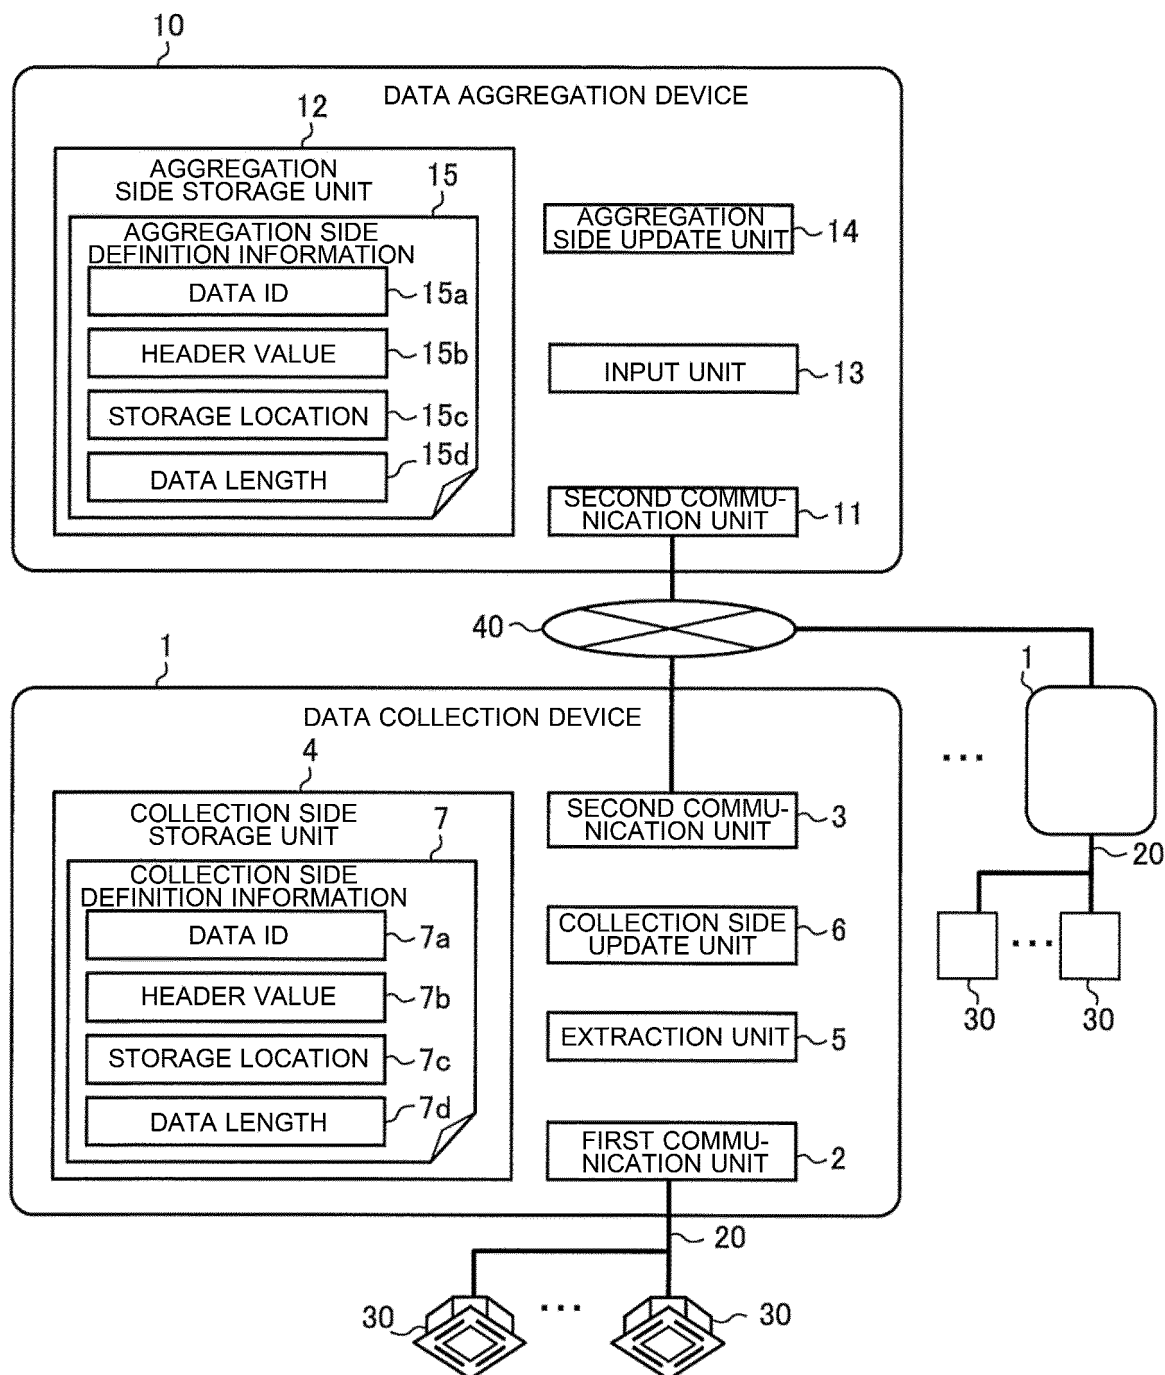 10
DATA AGGREGATION DEVICE
12
AGGREGATION
SIDE STORAGE UNIT
15
AGGREGATION SIDE
DEFINITION INFORMATION
DATA ID
15a
HEADER VALUE
15b
STORAGE LOCATION
15c
DATA LENGTH
15d
AGGREGATION
SIDE UPDATE UNIT
14
INPUT UNIT
13
SECOND COMMU-
NICATION UNIT
11
40
1
DATA COLLECTION DEVICE
4
COLLECTION SIDE
STORAGE UNIT
7
COLLECTION SIDE
DEFINITION INFORMATION
DATA ID
7a
HEADER VALUE
7b
STORAGE LOCATION
7c
DATA LENGTH
7d
SECOND COMMU-
NICATION UNIT
3
COLLECTION SIDE
UPDATE UNIT
6
EXTRACTION UNIT
5
FIRST COMMU-
NICATION UNIT
2
20
30
...
30
1
...
20
...
30
30